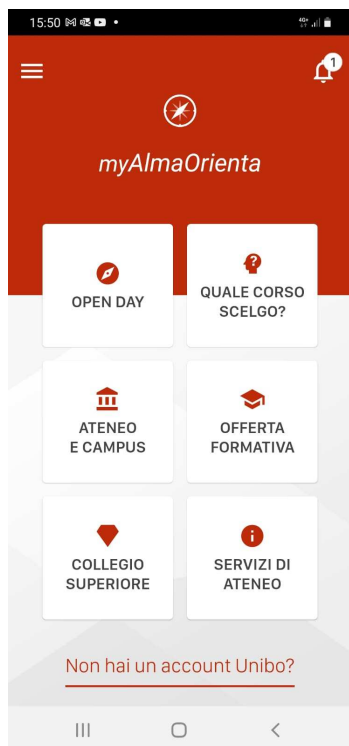 15:50
1
myAlmaOrienta
OPEN DAY
QUALE CORSO
SCELGO?
ATENEO
E CAMPUS
OFFERTA
FORMATIVA
COLLEGIO
SUPERIORE
SERVIZI DI
ATENEO
Non hai un account Unibo?